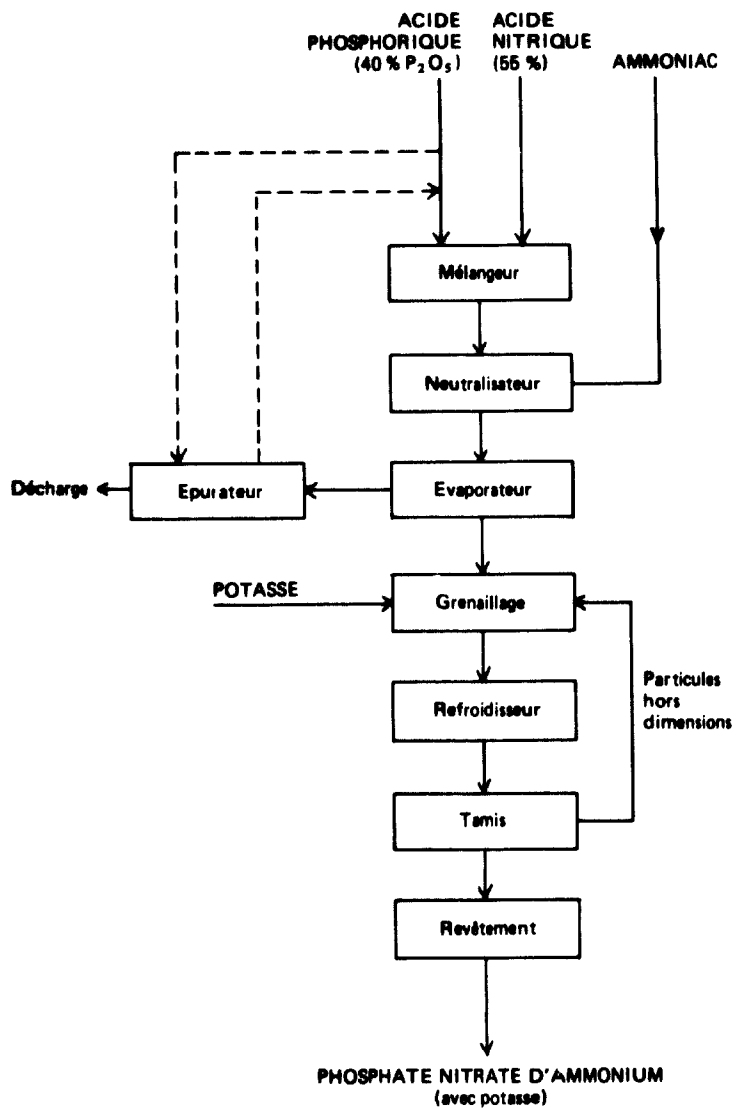 ACIDE
PHOSPHORIQUE
(40 % P₂O₅)
ACIDE
NITRIQUE
(55 %)
AMMONIAC
Mélangeur
Neutralisateur
Décharge
Epurateur
Evaporateur
POTASSE
Grenaillage
Particules
hors
dimensions
Refroidisseur
Tamis
Revêtement
PHOSPHATE NITRATE D'AMMONIUM
(avec potasse)